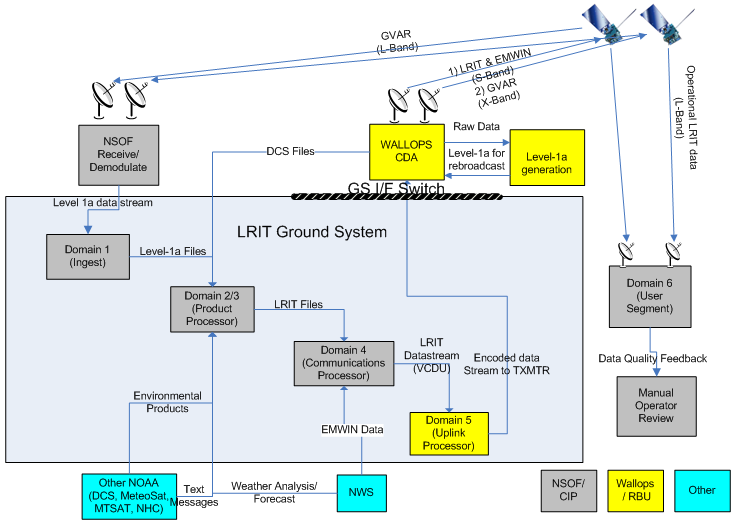 GVAR
(L-Band)
1) LRIT & EMWIN
(S-Band)
2) GVAR
(X-Band)
Operational LRIT data
(L-Band)
NSOF
Receive/
Demodulate
DCS Files
WALLOPS
CDA
Raw Data
Level-1a for
rebroadcast
Level-1a
generation
GS I/F Switch
Level 1a data stream
LRIT Ground System
Domain 1
(Ingest)
Level-1a Files
Domain 2/3
(Product
Processor)
LRIT Files
Domain 4
(Communications
Processor)
LRIT
Datastream
(VCDU)
Encoded data
Stream to TXMTR
Domain 5
(Uplink
Processor)
Domain 6
(User
Segment)
Data Quality Feedback
Manual
Operator
Review
Environmental
Products
EMWIN Data
Other NOAA
(DCS, MeteoSat,
MTSAT, NHC)
Text
Messages
Weather Analysis/
Forecast
NWS
NSOF/
CIP
Wallops
/ RBU
Other